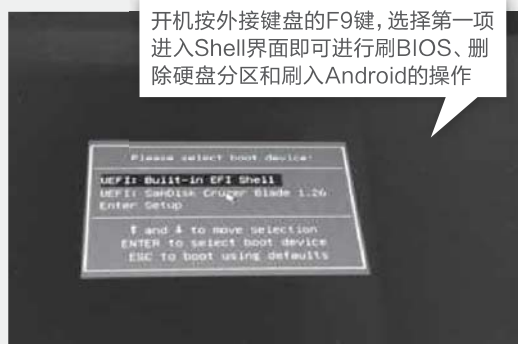 开机按外接键盘的F9键，选择第一项
进入Shell界面即可进行刷BIOS、删
除硬盘分区和刷入Android的操作
Please select boot device:
UEFI: Built-in EFI Shell
UEFI: SanDisk Cruzer Blade 1.26
Enter Setup
↑ and ↓ to move selection
ENTER to select boot device
ESC to boot using defaults